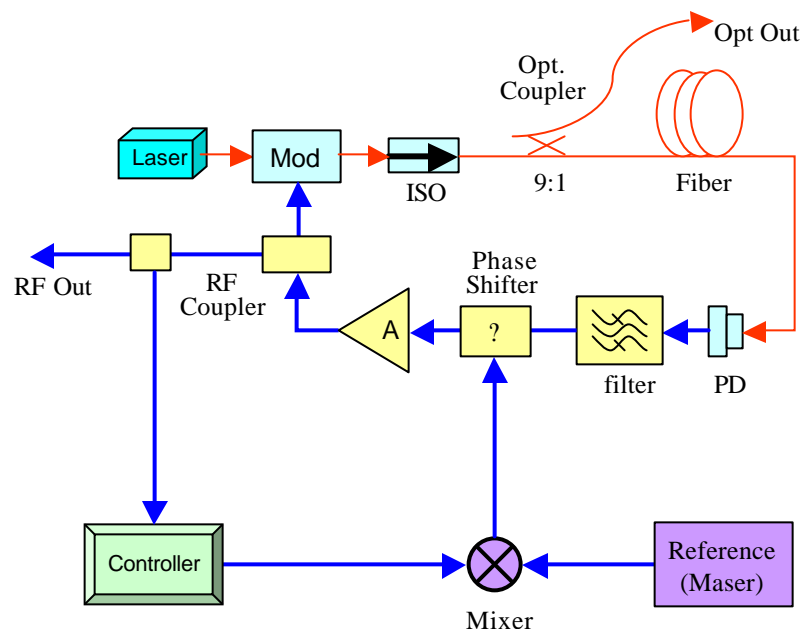 Opt Out
Opt.
Coupler
Laser
Mod
ISO
9:1
Fiber
RF Out
RF
Coupler
Phase
Shifter
A
?
filter
PD
Controller
Mixer
Reference
(Maser)